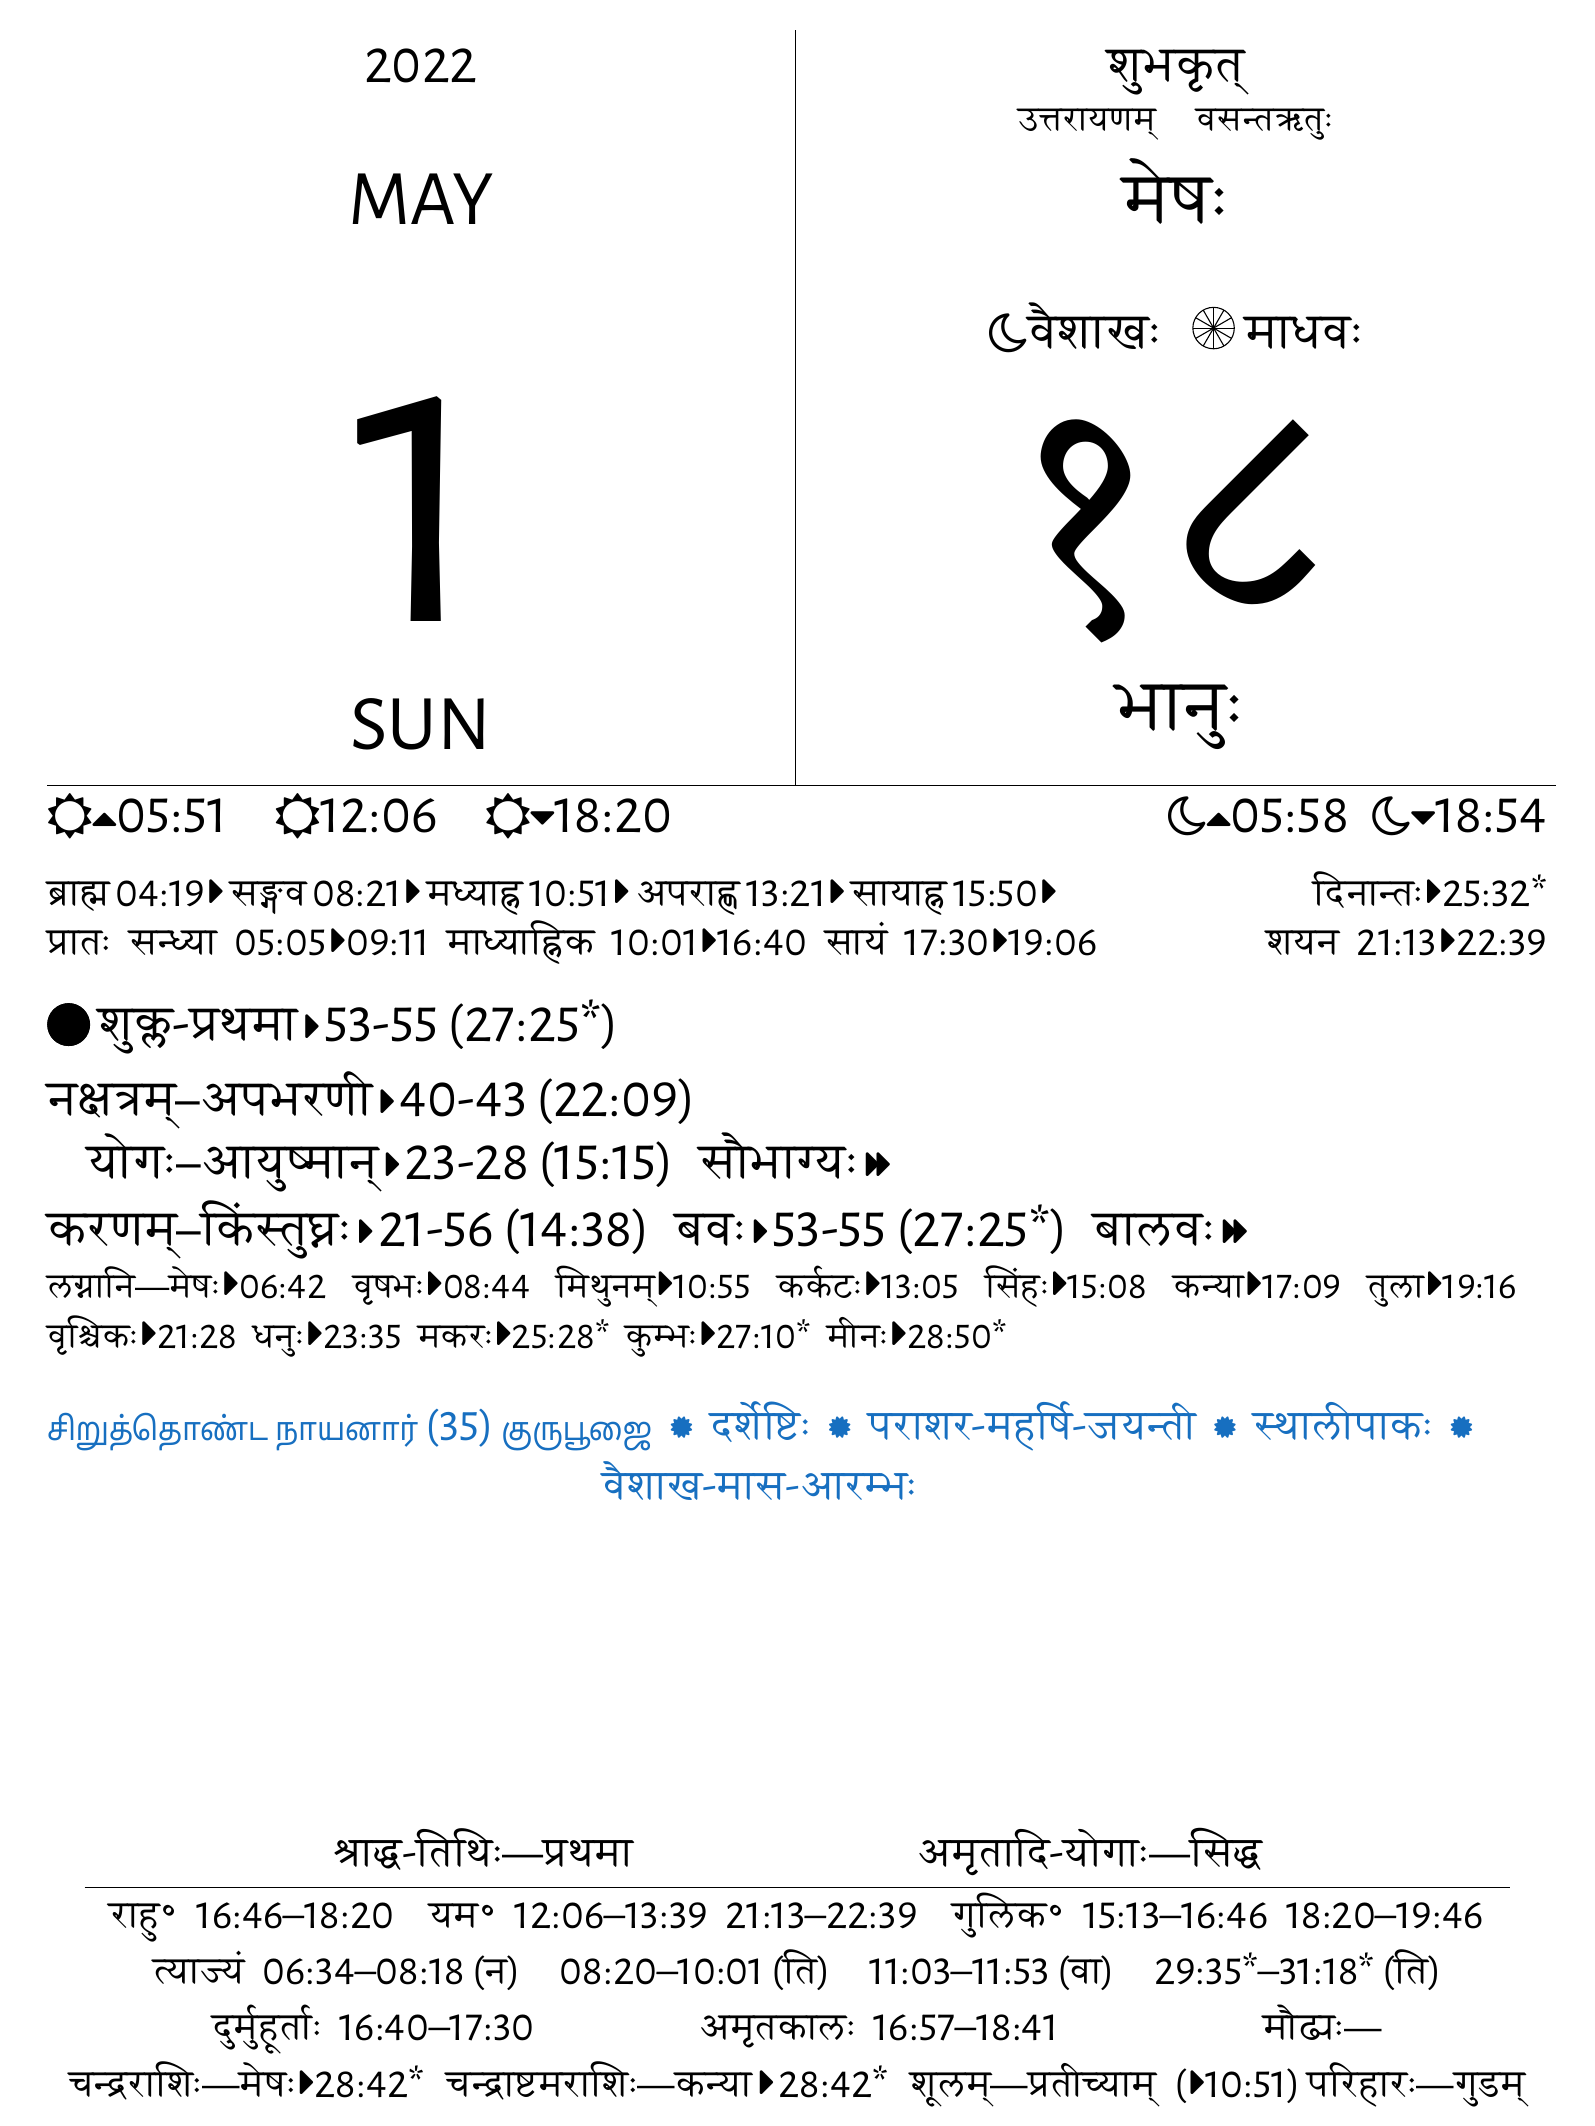 2022
MAY
1
SUN
शुभकृत्
उत्तरायणम् वसन्तऋतुः
मेषः
वैशाखः माधवः
१८
भानुः
05:51 12:06 18:20 05:58 18:54
ब्राह्म 04:19 सङ्गव 08:21 मध्याह्न 10:51 अपराह्ण 13:21 सायाह्न 15:50 दिनान्तः 25:32*
प्रातः सन्ध्या 05:05 09:11 माध्याह्निक 10:01 16:40 सायं 17:30 19:06 शयन 21:13 22:39
शुक्ल-प्रथमा 53-55 (27:25*)
नक्षत्रम्–अपभरणी 40-43 (22:09)
योगः–आयुष्मान् 23-28 (15:15) सौभाग्यः
करणम्–किंस्तुघ्नः 21-56 (14:38) बवः 53-55 (27:25*) बालवः
लग्नानि—मेषः 06:42 वृषभः 08:44 मिथुनम् 10:55 कर्कटः 13:05 सिंहः 15:08 कन्या 17:09 तुला 19:16
वृश्चिकः 21:28 धनुः 23:35 मकरः 25:28* कुम्भः 27:10* मीनः 28:50*
சிறுத்தொண்ட நாயனார் (35) குருபூஜை दर्शेष्टिः पराशर-महर्षि-जयन्ती स्थालीपाकः
वैशाख-मास-आरम्भः
श्राद्ध-तिथिः—प्रथमा अमृतादि-योगाः—सिद्ध
राहु॰ 16:46–18:20 यम॰ 12:06–13:39 21:13–22:39 गुलिक॰ 15:13–16:46 18:20–19:46
त्याज्यं 06:34–08:18 (न) 08:20–10:01 (ति) 11:03–11:53 (वा) 29:35*–31:18* (ति)
दुर्मुहूर्ताः 16:40–17:30 अमृतकालः 16:57–18:41 मौढ्यः—
चन्द्रराशिः—मेषः 28:42* चन्द्राष्टमराशिः—कन्या 28:42* शूलम्—प्रतीच्याम् (10:51) परिहारः—गुडम्